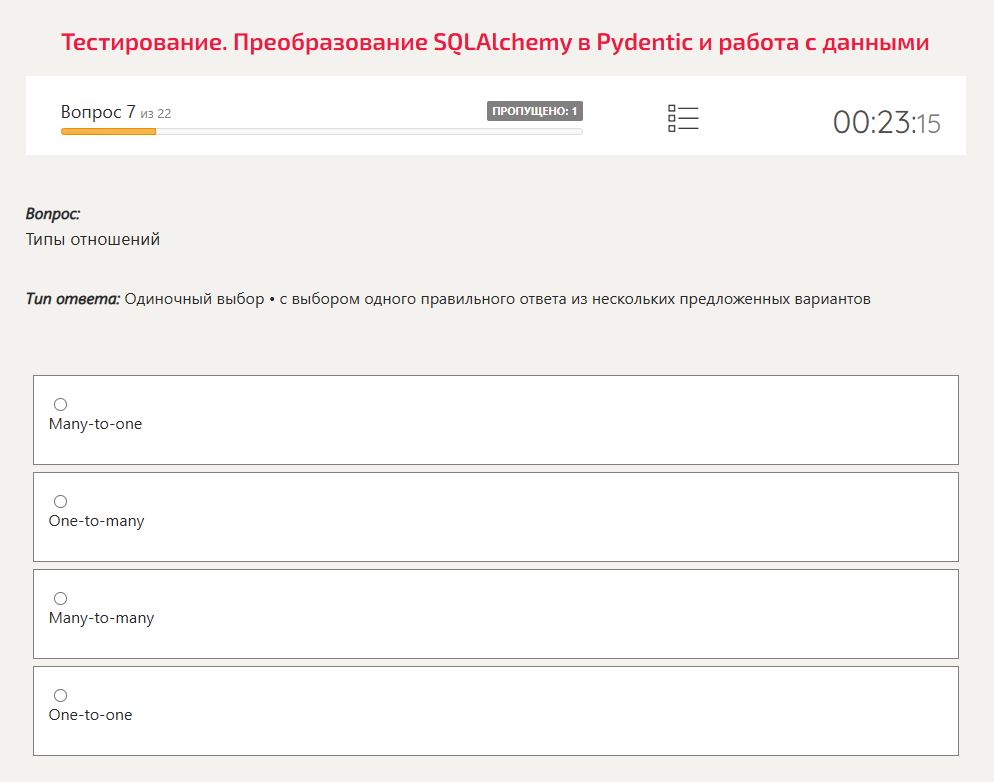 Тестирование. Преобразование SQLAlchemy в Pydentic и работа с данными
Вопрос 7 из 22
ПРОПУЩЕНО: 1
00:23:15
Вопрос:
Типы отношений
Тип ответа: Одиночный выбор • с выбором одного правильного ответа из нескольких предложенных вариантов
Many-to-one
One-to-many
Many-to-many
One-to-one